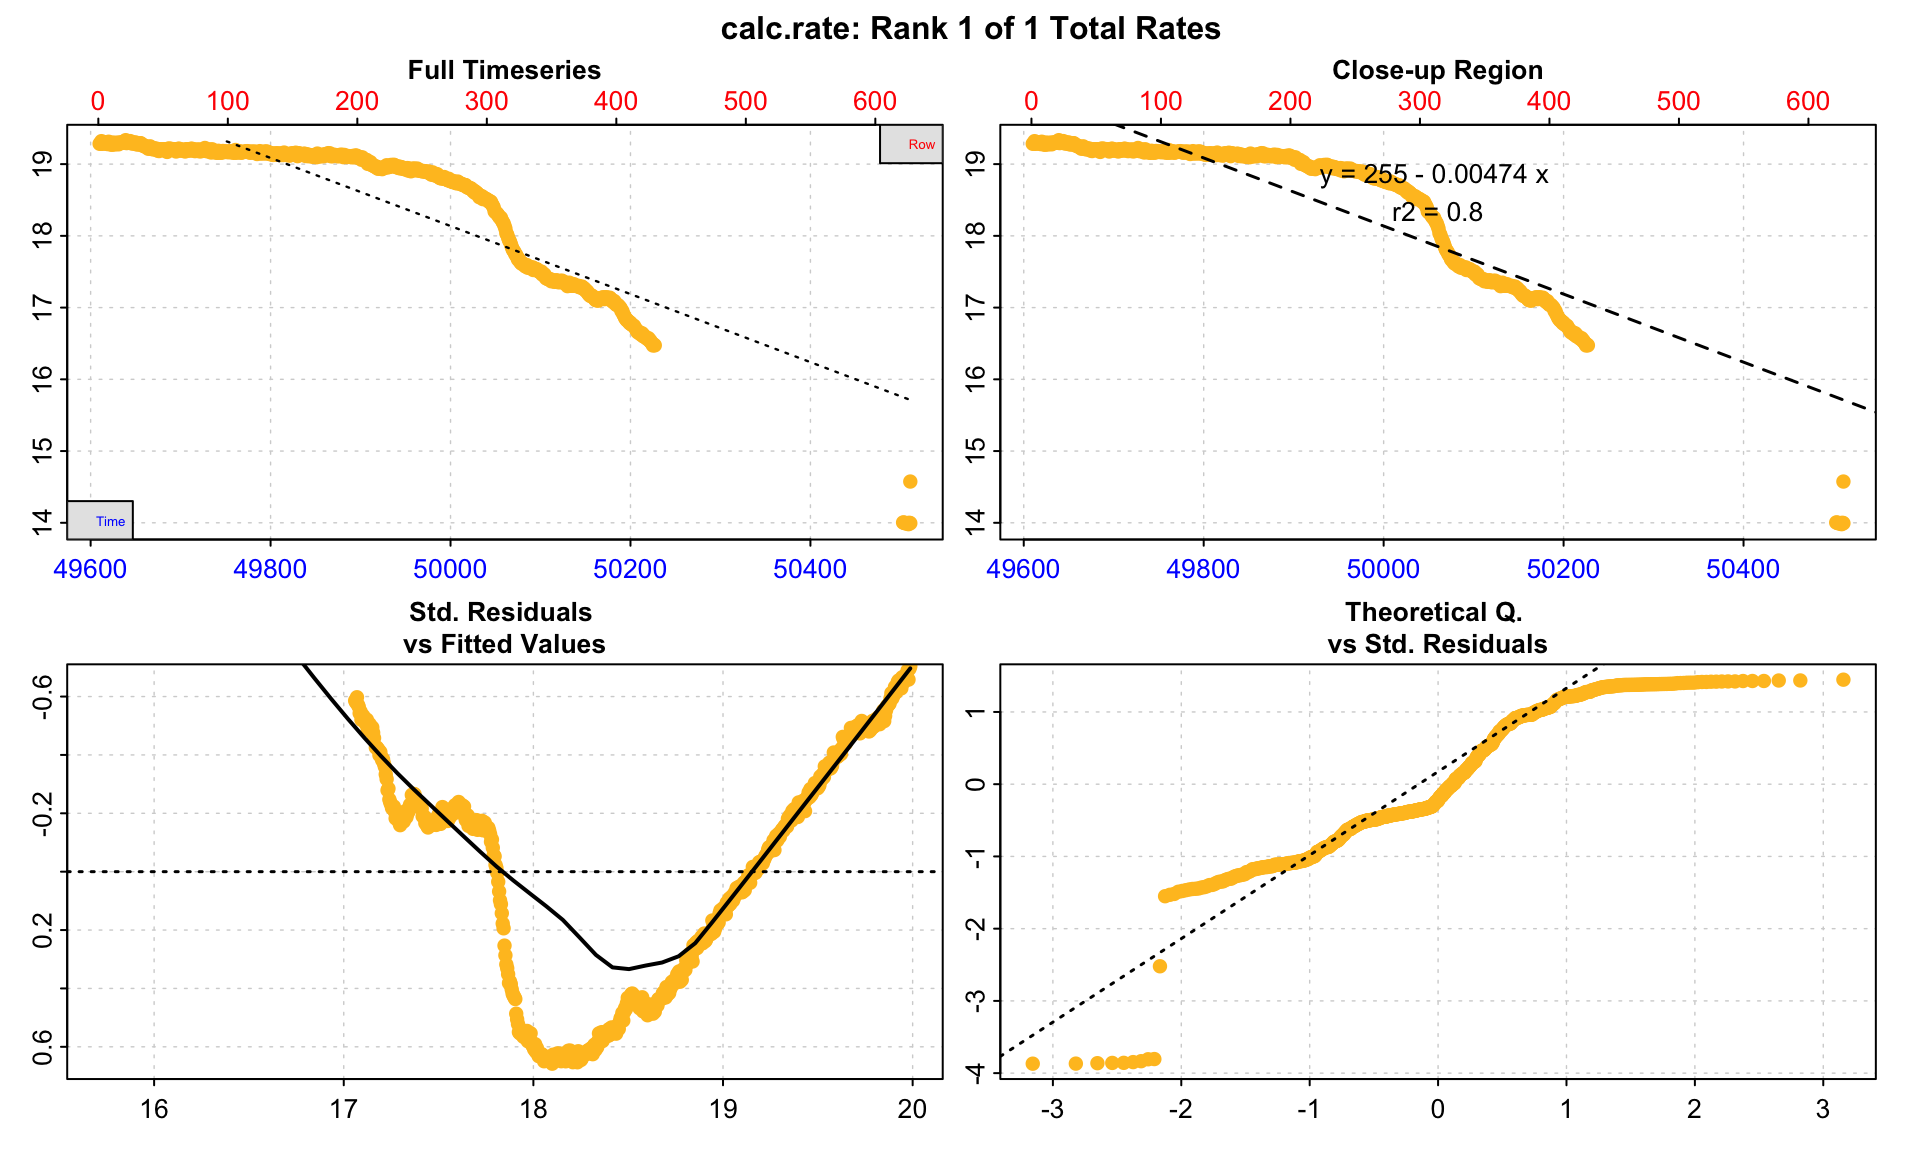 calc.rate: Rank 1 of 1 Total Rates
Full Timeseries
0 100 200 300 400 500 600
Row
19
18
17
16
15
14
Time
49600 49800 50000 50200 50400
Close-up Region
0 100 200 300 400 500 600
19
18
17
16
15
14
y = 255 - 0.00474 x
r2 = 0.8
49600 49800 50000 50200 50400
Std. Residuals
vs Fitted Values
-0.6
-0.2
0.2
0.6
16 17 18 19 20
Theoretical Q.
vs Std. Residuals
1
0
-1
-2
-3
-4
-3 -2 -1 0 1 2 3